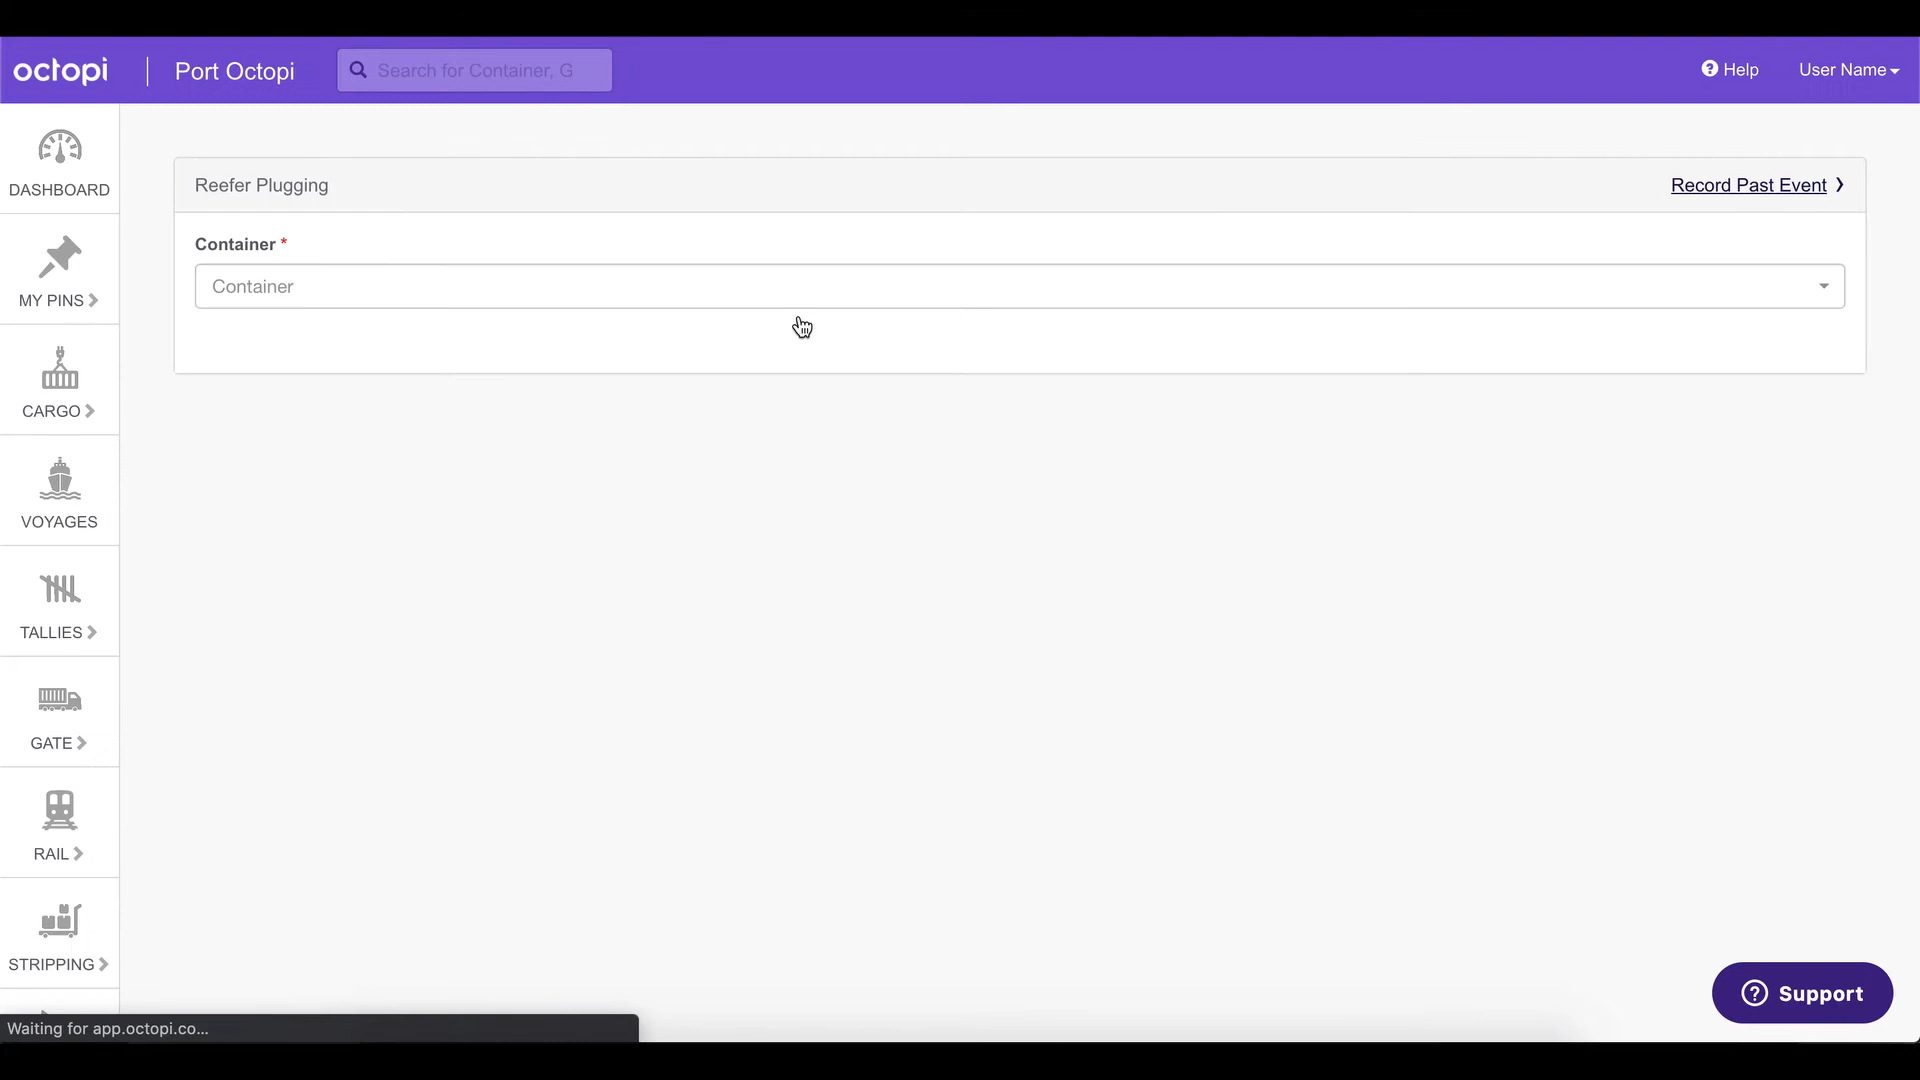 octopi
Port Octopi
Search for Container, G
Help
User Name
DASHBOARD
MY PINS
CARGO
VOYAGES
TALLIES
GATE
RAIL
STRIPPING
Reefer Plugging
Record Past Event
Container *
Container
Support
Waiting for app.octopi.co...